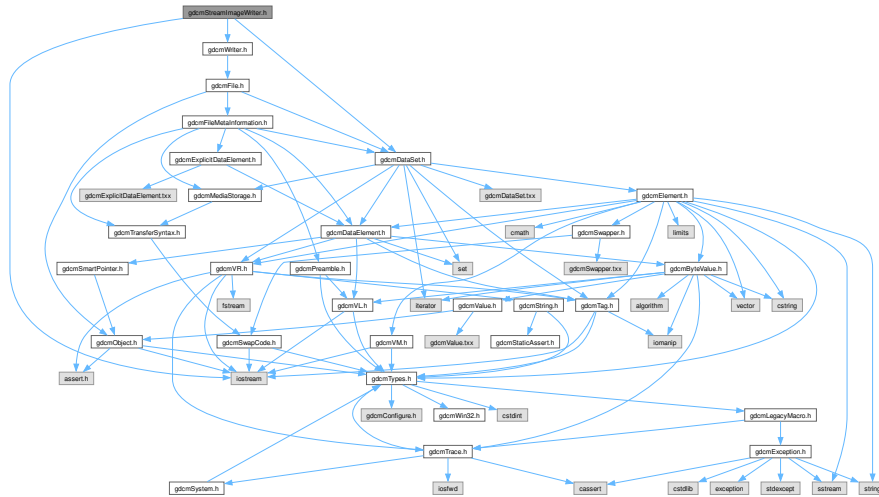 gdcmStreamImageWriter.h
gdcmWriter.h
gdcmFile.h
gdcmFileMetaInformation.h
gdcmExplicitDataElement.h
gdcmDataSet.h
gdcmExplicitDataElement.txx
gdcmMediaStorage.h
gdcmDataSet.txx
gdcmElement.h
gdcmTransferSyntax.h
gdcmDataElement.h
cmath
gdcmSwapper.h
limits
gdcmSmartPointer.h
gdcmVR.h
gdcmPreamble.h
set
gdcmSwapper.txx
gdcmByteValue.h
fstream
gdcmVL.h
iterator
gdcmValue.h
gdcmString.h
gdcmTag.h
algorithm
vector
cstring
gdcmObject.h
gdcmSwapCode.h
gdcmVM.h
gdcmValue.txx
gdcmStaticAssert.h
iomanip
assert.h
iostream
gdcmTypes.h
gdcmConfigure.h
gdcmWin32.h
cstdint
gdcmLegacyMacro.h
gdcmTrace.h
gdcmException.h
gdcmSystem.h
iosfwd
cassert
cstdlib
exception
stdexcept
sstream
string